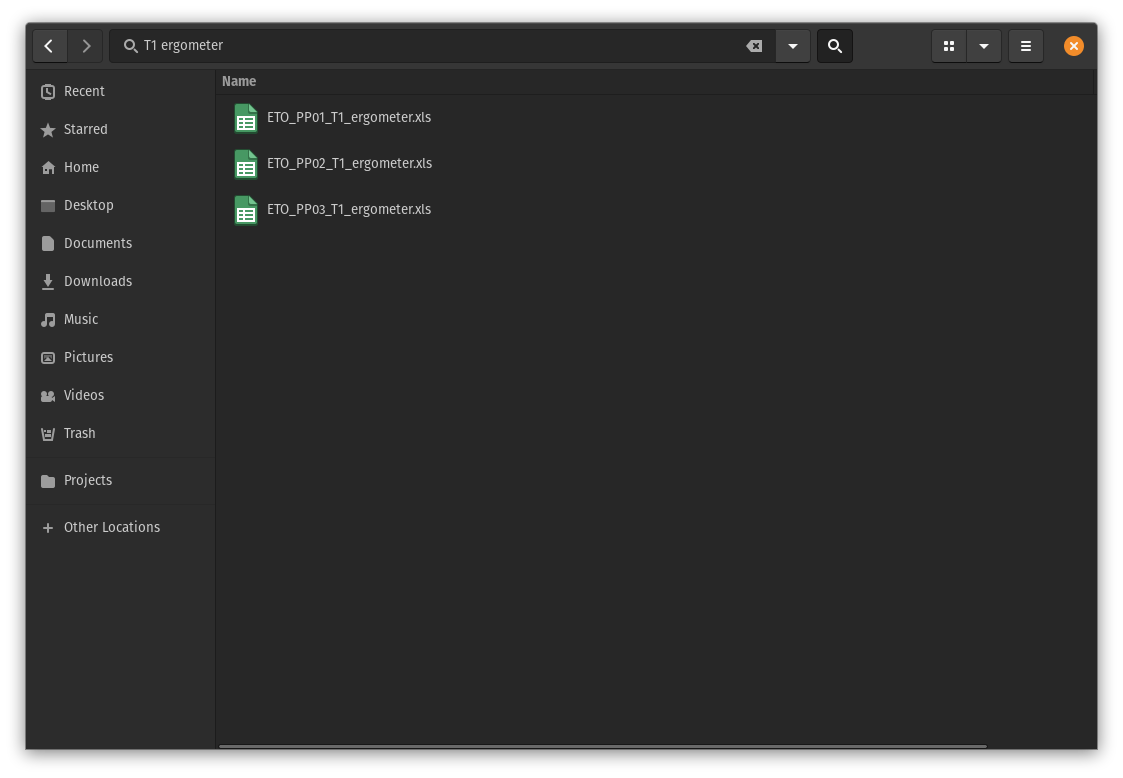 T1 ergometer
Name
Recent
Starred
Home
Desktop
Documents
Downloads
Music
Pictures
Videos
Trash
Projects
Other Locations
ETO_PP01_T1_ergometer.xls
ETO_PP02_T1_ergometer.xls
ETO_PP03_T1_ergometer.xls